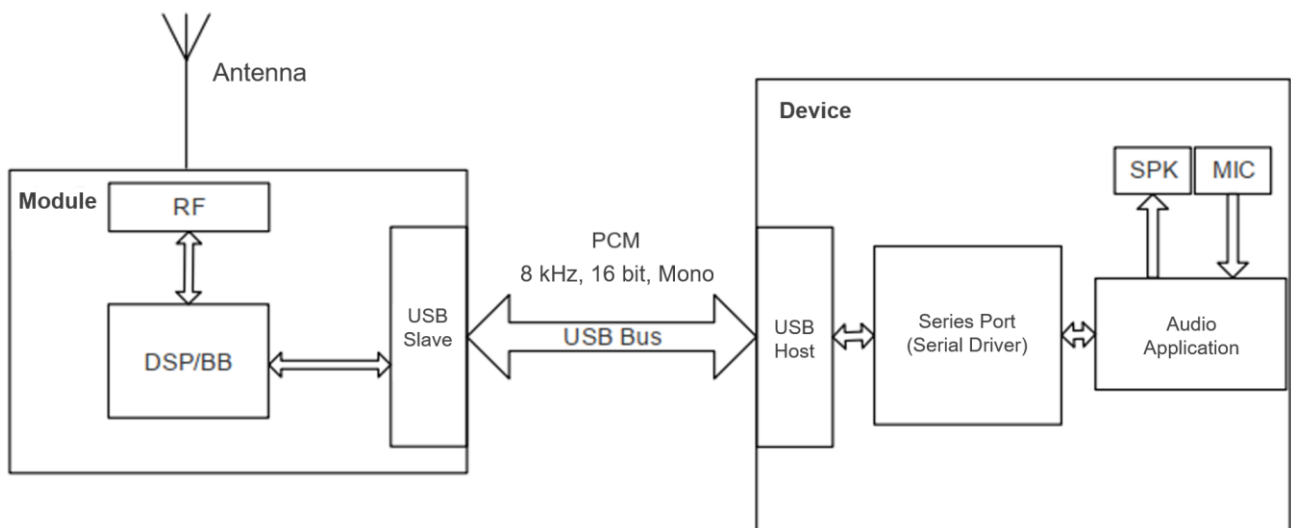 Antenna
Module
RF
DSP/BB
USB
Slave
PCM
8 kHz, 16 bit, Mono
USB Bus
Device
SPK
MIC
USB
Host
Series Port
(Serial Driver)
Audio
Application